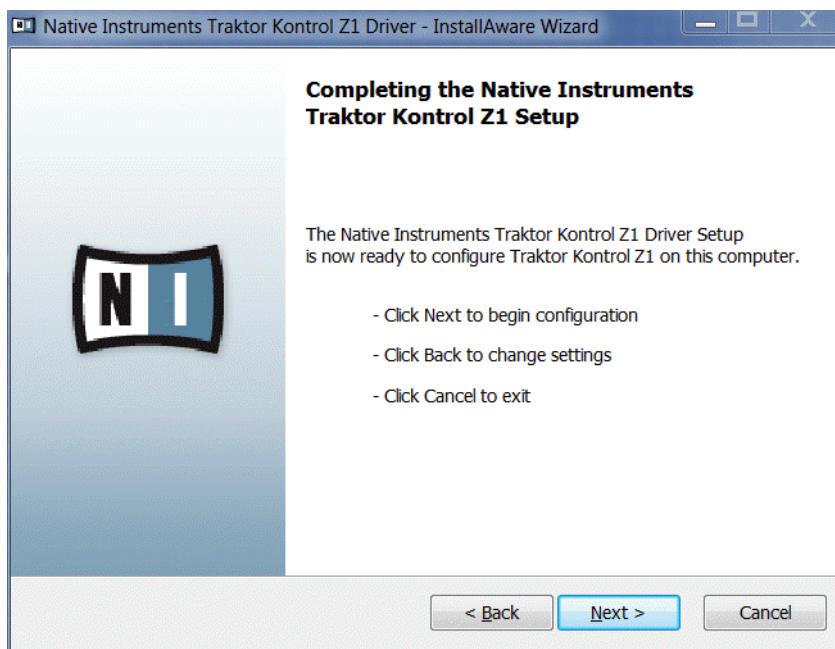 Native Instruments Traktor Kontrol Z1 Driver - InstallAware Wizard
Completing the Native Instruments
Traktor Kontrol Z1 Setup
The Native Instruments Traktor Kontrol Z1 Driver Setup
is now ready to configure Traktor Kontrol Z1 on this computer.
N I
- Click Next to begin configuration
- Click Back to change settings
- Click Cancel to exit
< Back Next > Cancel